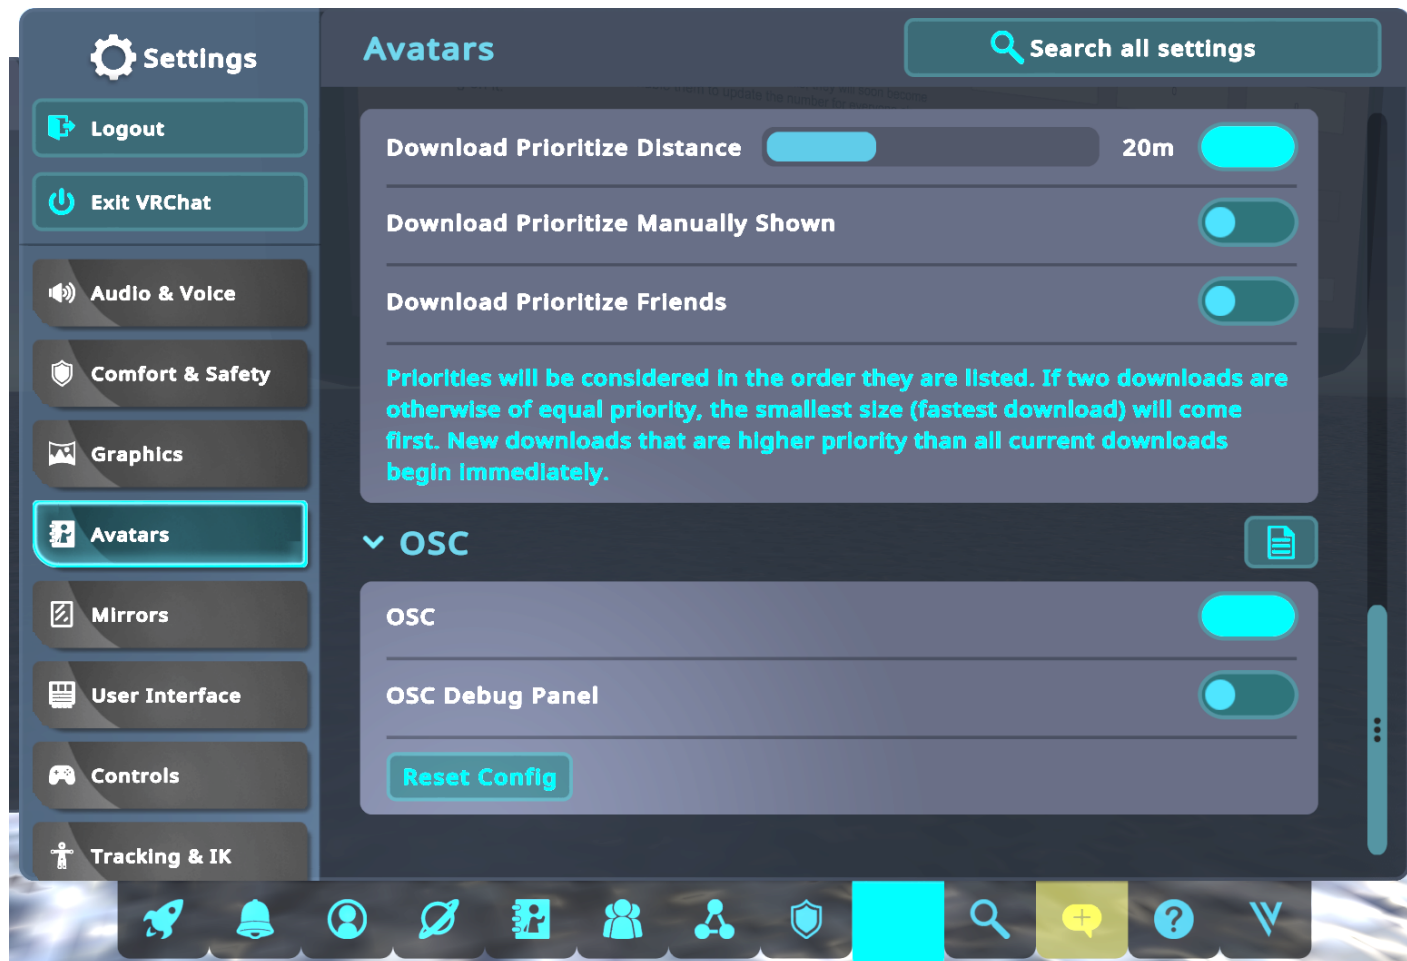 Settings
Logout
Exit VRChat
Audio & Voice
Comfort & Safety
Graphics
Avatars
Mirrors
User Interface
Controls
Tracking & IK
Avatars
Search all settings
Download Prioritize Distance 20m
Download Prioritize Manually Shown
Download Prioritize Friends
Priorities will be considered in the order they are listed. If two downloads are
otherwise of equal priority, the smallest size (fastest download) will come
first. New downloads that are higher priority than all current downloads
begin immediately.
OSC
OSC
OSC Debug Panel
Reset Config